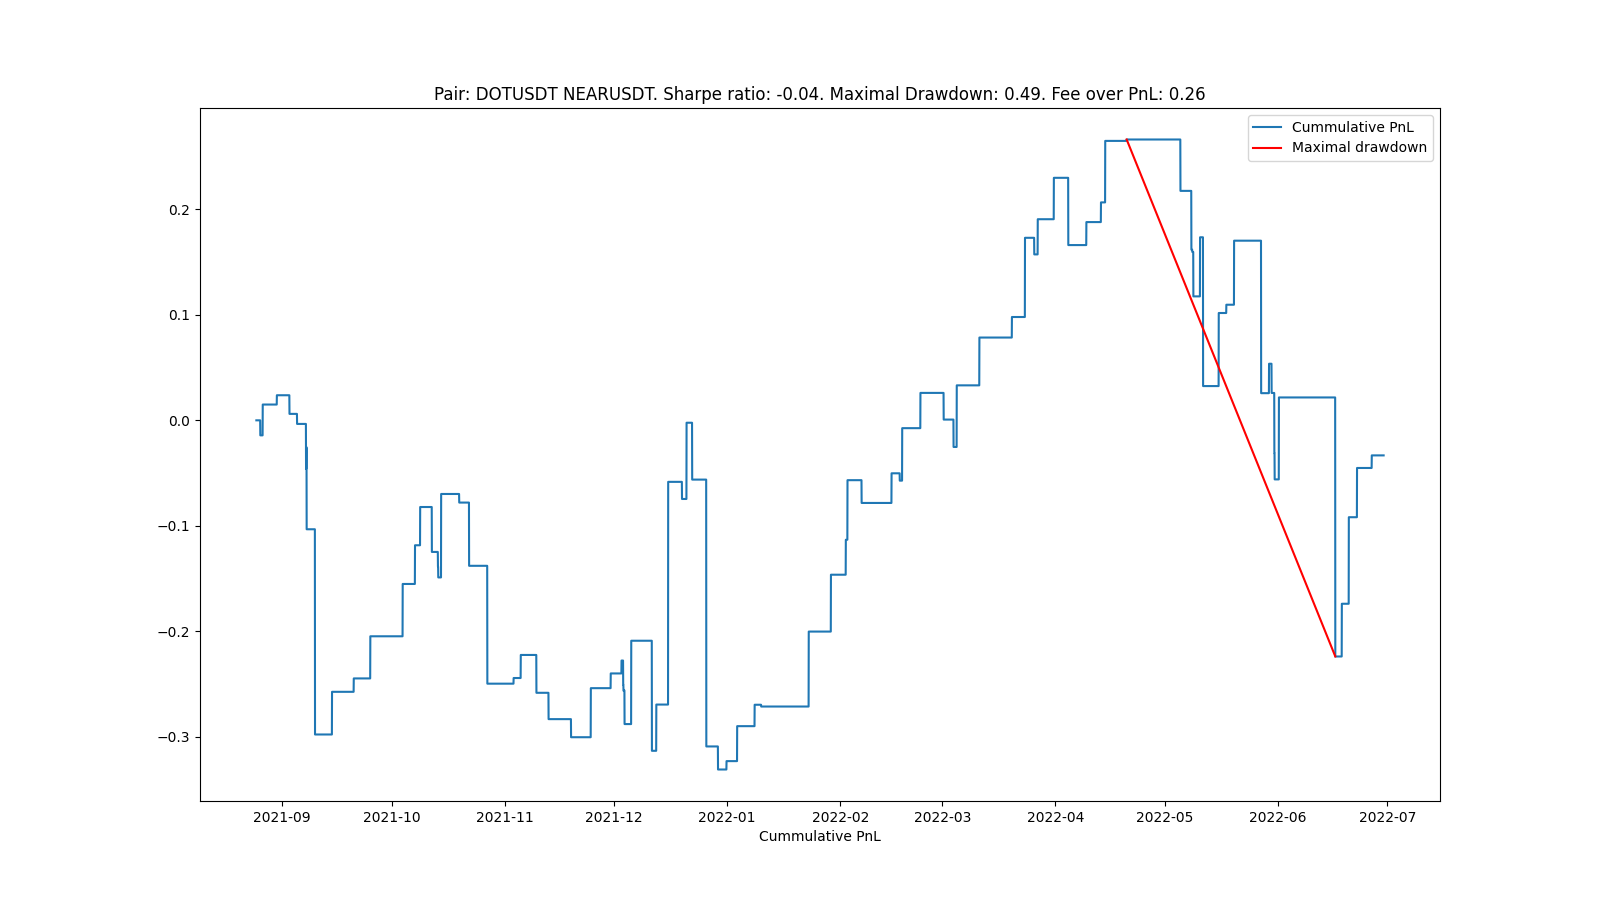 Pair: DOTUSDT NEARUSDT. Sharpe ratio: -0.04. Maximal Drawdown: 0.49. Fee over PnL: 0.26
Cummulative PnL
Maximal drawdown
0.2
0.1
0.0
−0.1
−0.2
−0.3
2021-09 2021-10 2021-11 2021-12 2022-01 2022-02 2022-03 2022-04 2022-05 2022-06 2022-07
Cummulative PnL